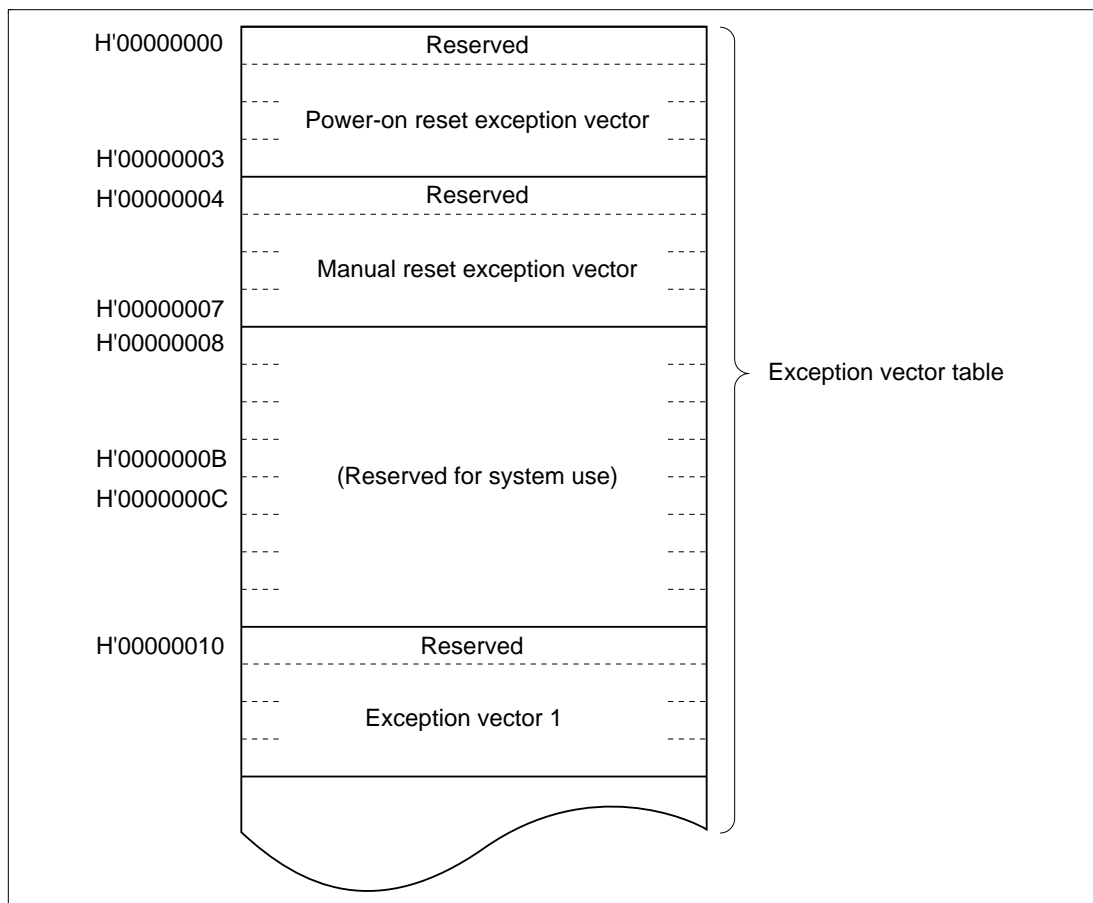 H'00000000
Reserved
Power-on reset exception vector
H'00000003
H'00000004
Reserved
Manual reset exception vector
H'00000007
H'00000008
Exception vector table
H'0000000B
(Reserved for system use)
H'0000000C
H'00000010
Reserved
Exception vector 1